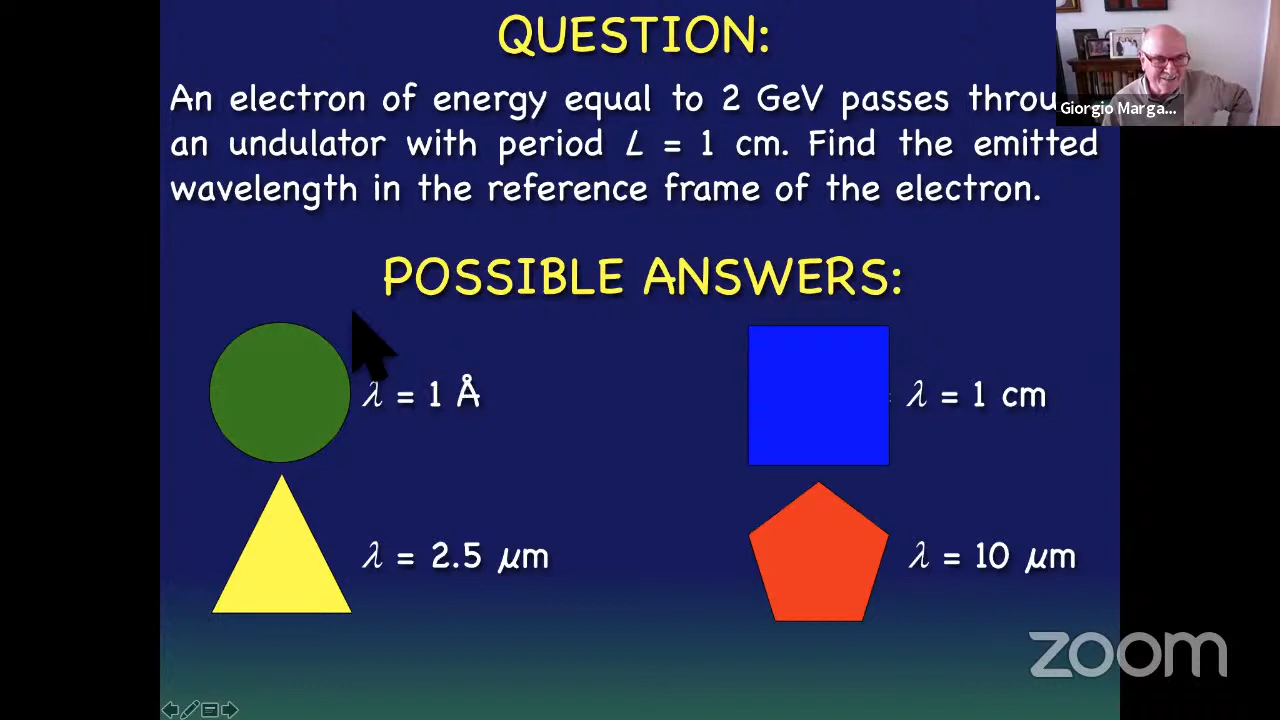 QUESTION:
An electron of energy equal to 2 GeV passes throu
an undulator with period L = 1 cm. Find the emitted
wavelength in the reference frame of the electron.
Giorgio Marga...
POSSIBLE ANSWERS:
λ = 1 Å
λ = 1 cm
λ = 2.5 μm
λ = 10 μm
zoom